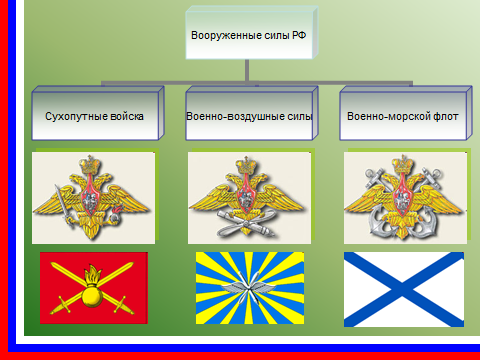 Вооруженные силы РФ
Сухопутные войска
Военно-воздушные силы
Военно-морской флот